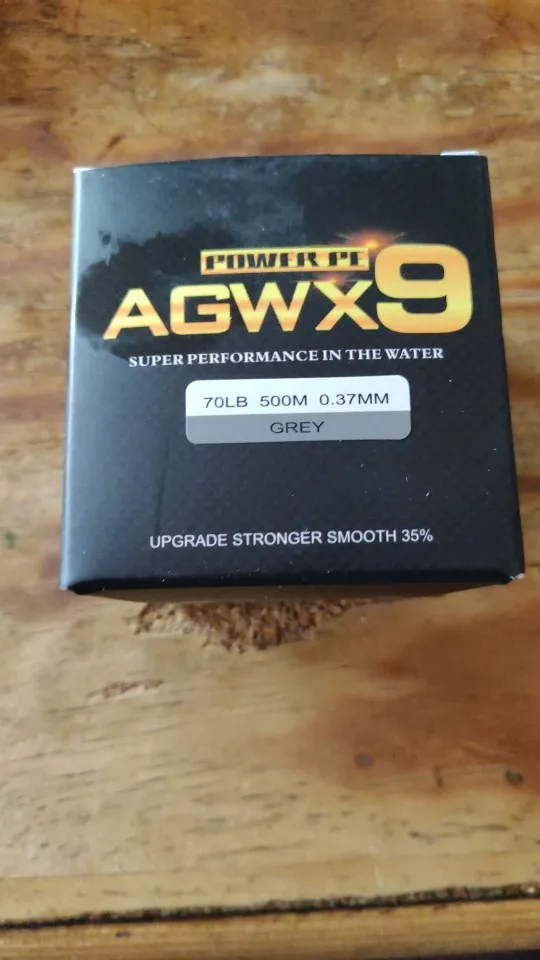 POWER PE
AGWX9
SUPER PERFORMANCE IN THE WATER
70LB 500M 0.37MM
GREY
UPGRADE STRONGER SMOOTH 35%